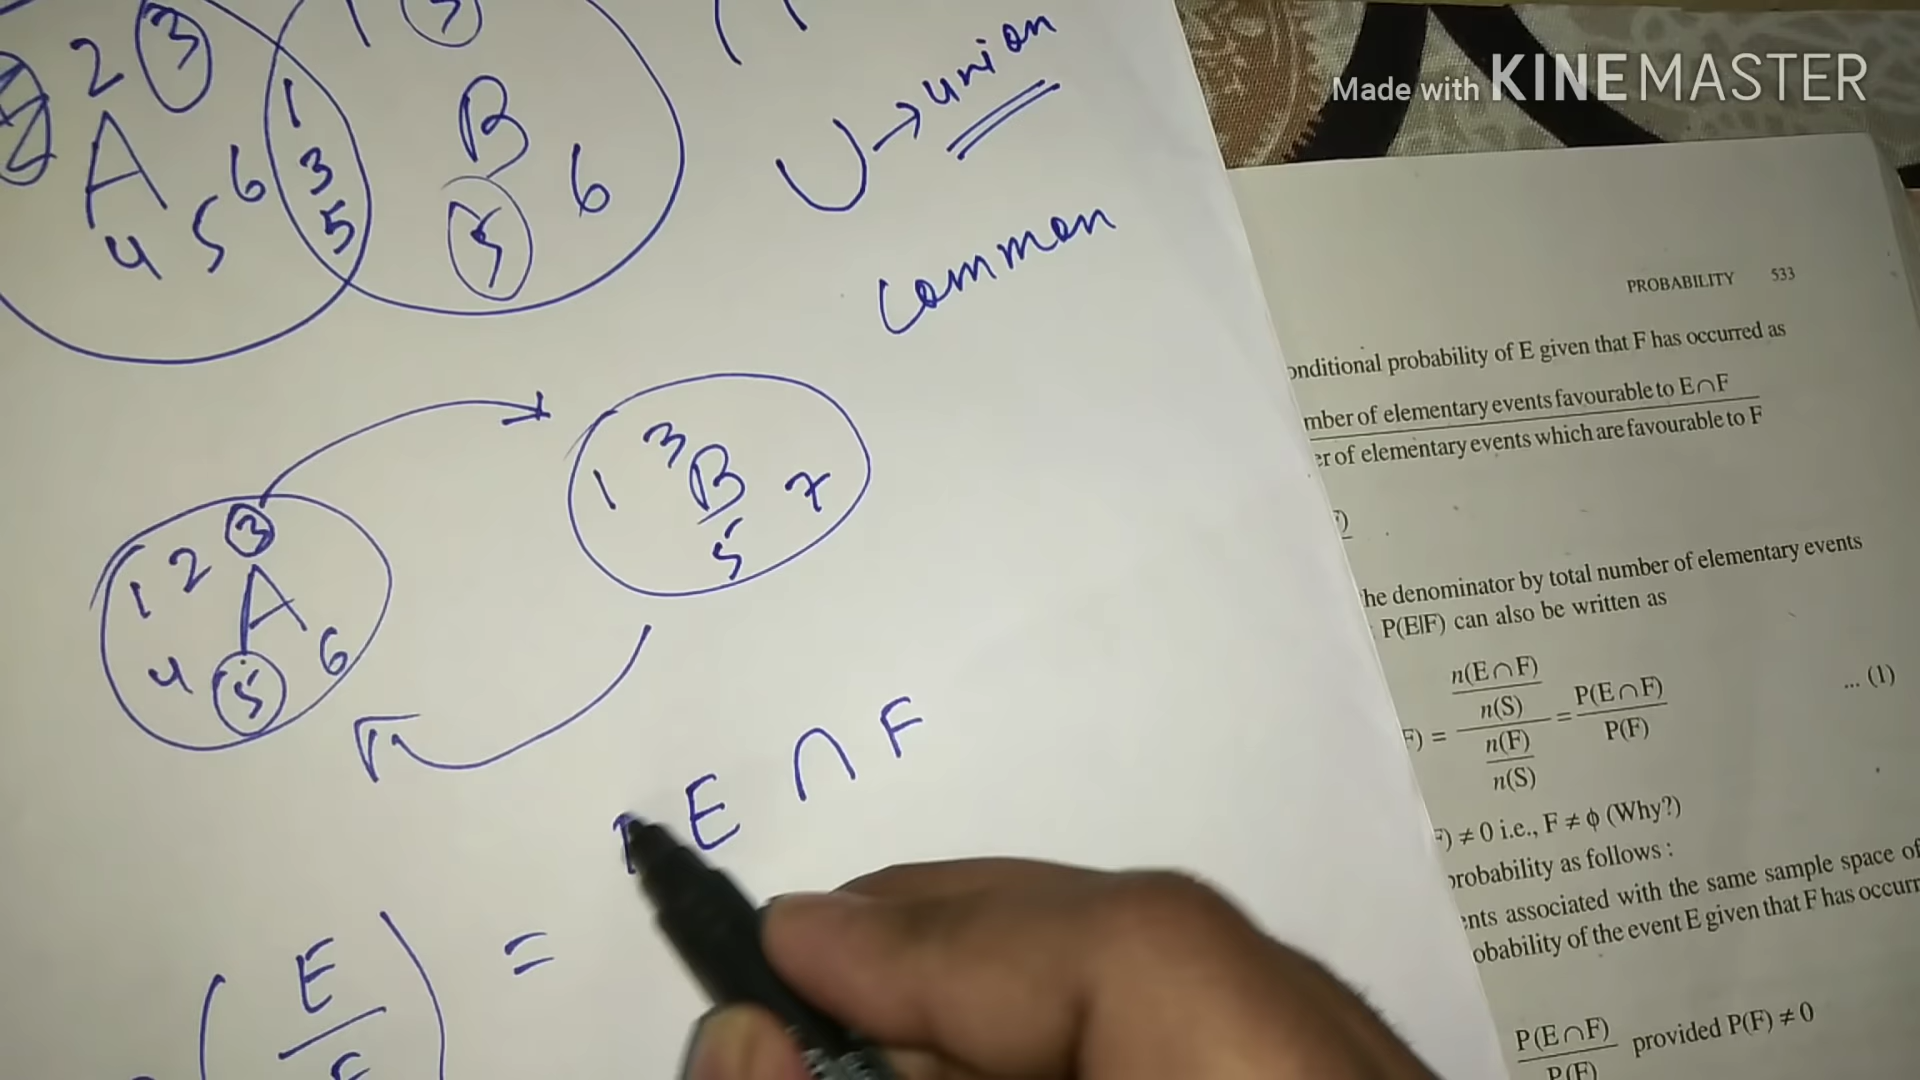 Made with KINEMASTER
2 3
A
4 5 6
1
3
5
B
5 6
U → union
common
1 2 3
A
4 5 6
1 3 B 7
5
E ∩ F
( E
=
PROBABILITY 533
onditional probability of E given that F has occurred as
mber of elementary events favourable to E∩F
er of elementary events which are favourable to F
he denominator by total number of elementary events
P(E|F) can also be written as
F) = n(E∩F)/n(S) / n(F)/n(S) = P(E∩F)/P(F) ... (1)
F) ≠ 0 i.e., F ≠ ϕ (Why?)
probability as follows :
ents associated with the same sample space of
obability of the event E given that F has occurr
P(E∩F)/P(F) provided P(F) ≠ 0